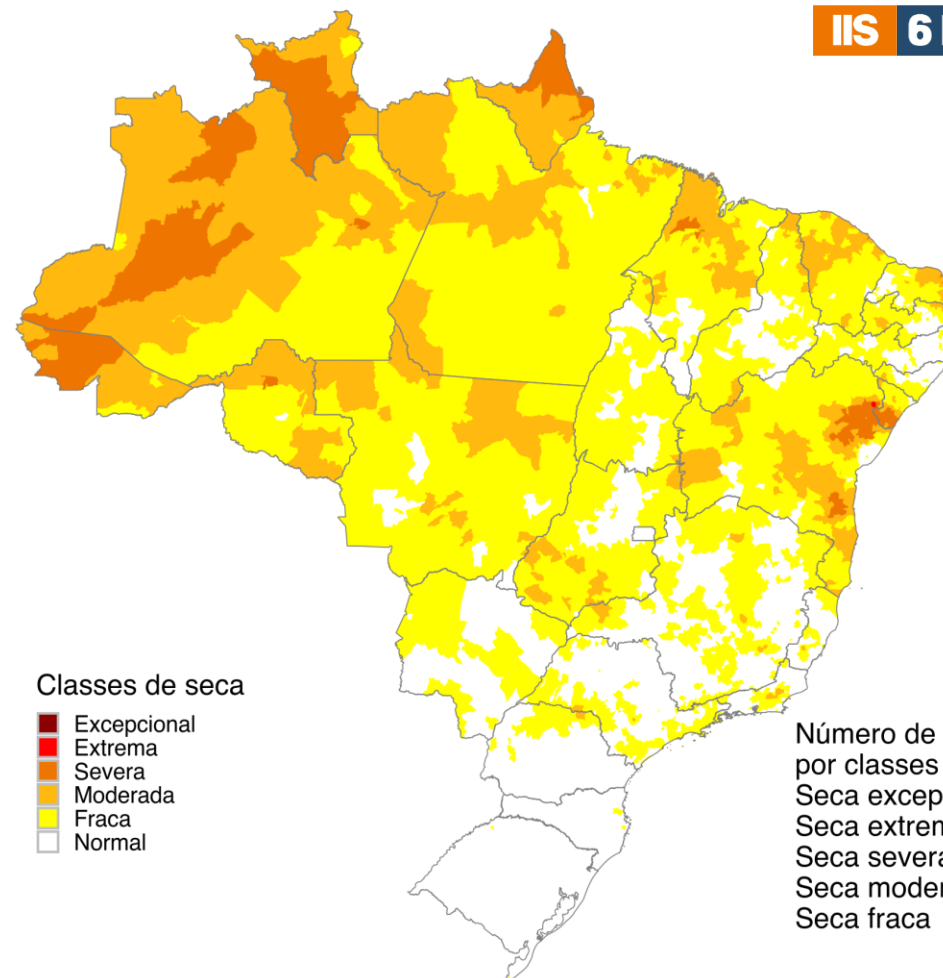 IIS 6
Classes de seca
Excepcional
Extrema
Severa
Moderada
Fraca
Normal
Número de
por classes
Seca excep
Seca extrem
Seca severa
Seca moder
Seca fraca